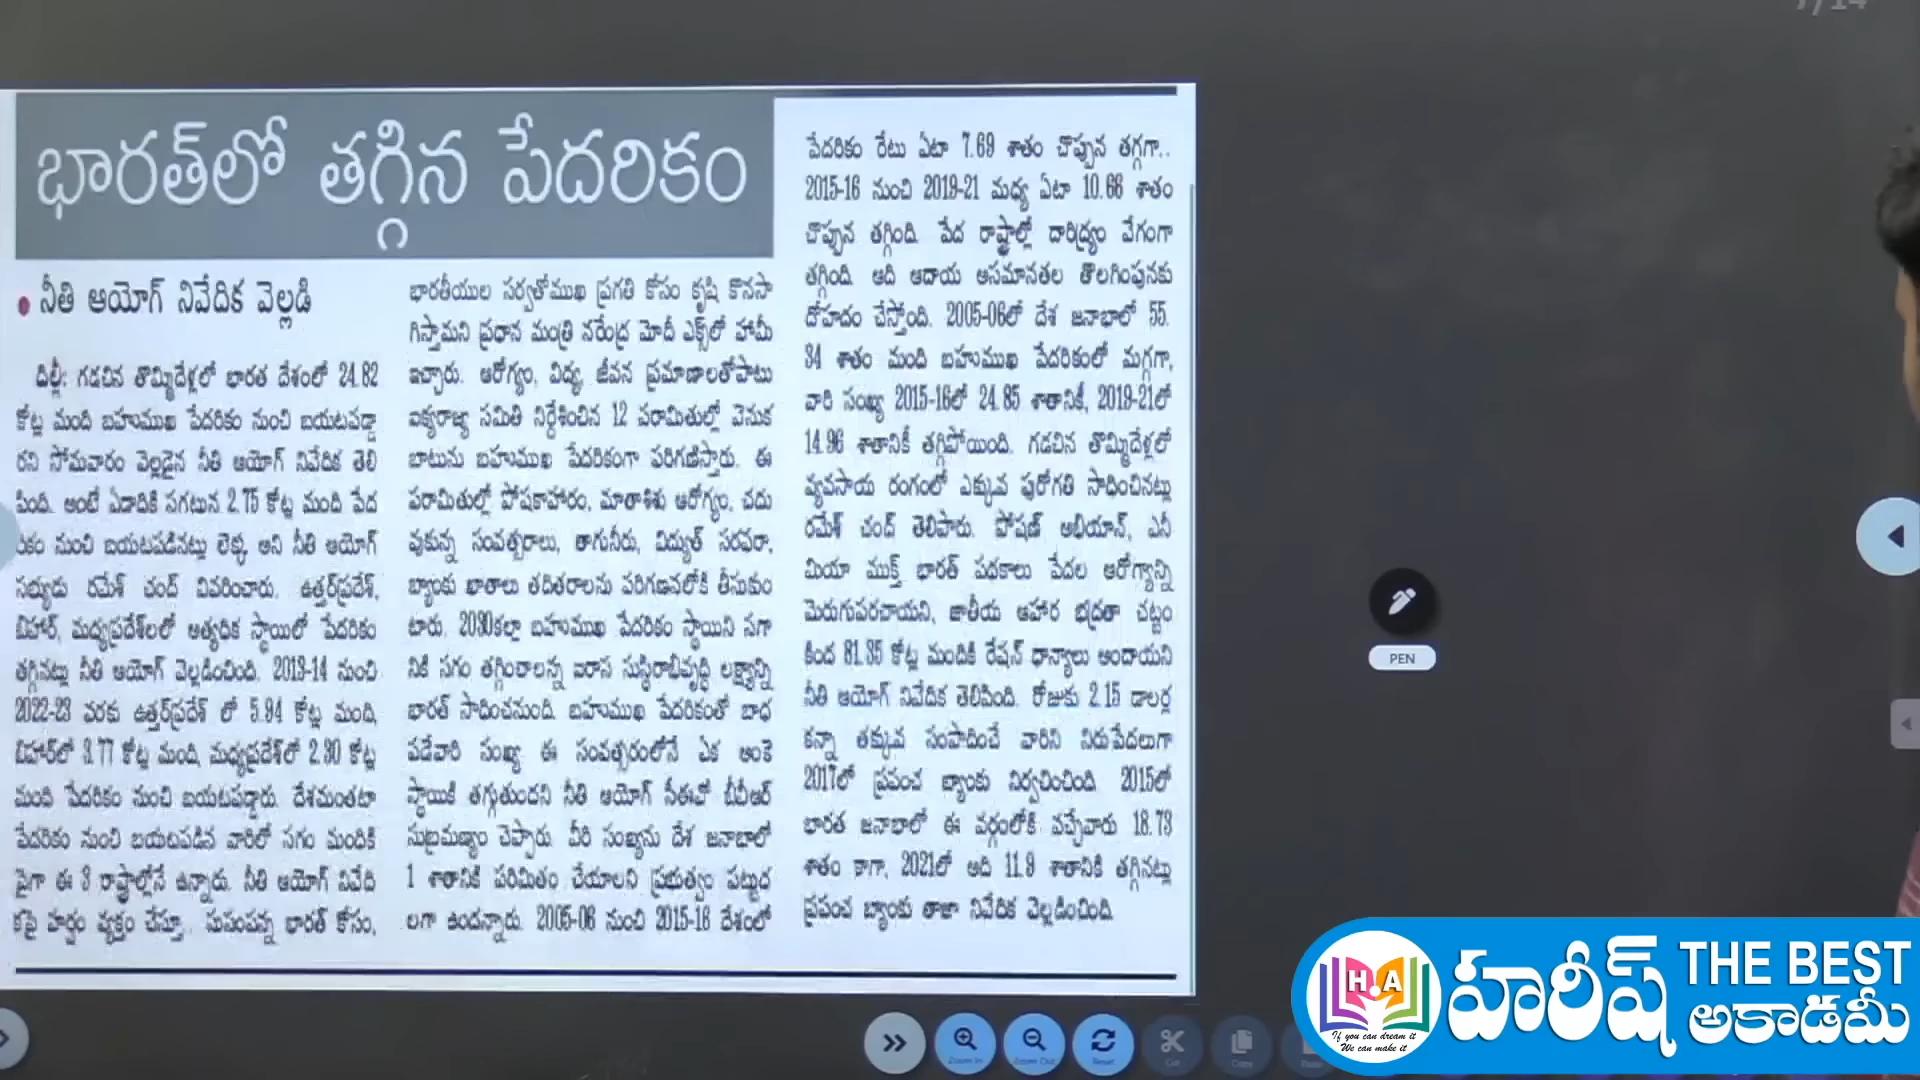 7/14
భారత్‌లో తగ్గిన పేదరికం
• నీతి ఆయోగ్ నివేదిక వెల్లడి
దిల్లీ: గడచిన తొమ్మిదేళ్లలో భారత దేశంలో 24.82
కోట్ల మంది బహుముఖ పేదరికం నుంచి బయటపడ్డా
రని సోమవారం వెల్లడైన నీతి ఆయోగ్ నివేదిక తెలి
పింది. అంటే ఏడాదికి సగటున 2.75 కోట్ల మంది పేద
రికం నుంచి బయటపడినట్లు లెక్క అని నీతి ఆయోగ్
సభ్యుడు రమేశ్ చంద్ వివరించారు. ఉత్తర్‌ప్రదేశ్,
బిహార్, మధ్యప్రదేశ్‌లలో అత్యధిక స్థాయిలో పేదరికం
తగ్గినట్లు నీతి ఆయోగ్ వెల్లడించింది. 2013-14 నుంచి
2022-23 వరకు ఉత్తర్‌ప్రదేశ్ లో 5.94 కోట్ల మంది,
బిహార్‌లో 3.77 కోట్ల మంది, మధ్యప్రదేశ్‌లో 2.30 కోట్ల
మంది పేదరికం నుంచి బయటపడ్డారు. దేశమంతటా
పేదరికం నుంచి బయటపడిన వారిలో సగం మందికి
పైగా ఈ 3 రాష్ట్రాల్లోనే ఉన్నారు. నీతి ఆయోగ్ నివేది
కపై హర్షం వ్యక్తం చేస్తూ.. సుసంపన్న భారత్ కోసం,
భారతీయుల సర్వతోముఖ ప్రగతి కోసం కృషి కొనసా
గిస్తామని ప్రధాన మంత్రి నరేంద్ర మోదీ ఎక్స్‌లో హామీ
ఇచ్చారు. ఆరోగ్యం, విద్య, జీవన ప్రమాణాలతోపాటు
ఐక్యరాజ్య సమితి నిర్దేశించిన 12 పరామితుల్లో వెనుక
బాటును బహుముఖ పేదరికంగా పరిగణిస్తారు. ఈ
పరామితుల్లో పోషకాహారం, మాతాశిశు ఆరోగ్యం, చదు
వుకున్న సంవత్సరాలు, తాగునీరు, విద్యుత్ సరఫరా,
బ్యాంకు ఖాతాలు తదితరాలను పరిగణనలోకి తీసుకుం
టారు. 2030కల్లా బహుముఖ పేదరికం స్థాయిని సగా
నికి సగం తగ్గించాలన్న ఐరాస సుస్థిరాభివృద్ధి లక్ష్యాన్ని
భారత్ సాధించనుంది. బహుముఖ పేదరికంతో బాధ
పడేవారి సంఖ్య ఈ సంవత్సరంలోనే ఏక అంకె
స్థాయికి తగ్గుతుందని నీతి ఆయోగ్ సీఈవో బీవీఆర్
సుబ్రమణ్యం చెప్పారు. వీరి సంఖ్యను దేశ జనాభాలో
1 శాతానికి పరిమితం చేయాలని ప్రభుత్వం పట్టుద
లగా ఉందన్నారు. 2005-06 నుంచి 2015-16 దేశంలో
పేదరికం రేటు ఏటా 7.69 శాతం చొప్పున తగ్గగా..
2015-16 నుంచి 2019-21 మధ్య ఏటా 10.66 శాతం
చొప్పున తగ్గింది. పేద రాష్ట్రాల్లో దారిద్ర్యం వేగంగా
తగ్గింది. అది ఆదాయ అసమానతల తొలగింపునకు
దోహదం చేస్తోంది. 2005-06లో దేశ జనాభాలో 55.
34 శాతం మంది బహుముఖ పేదరికంలో మగ్గగా,
వారి సంఖ్య 2015-16లో 24.85 శాతానికీ, 2019-21లో
14.96 శాతానికీ తగ్గిపోయింది. గడచిన తొమ్మిదేళ్లలో
వ్యవసాయ రంగంలో ఎక్కువ పురోగతి సాధించినట్లు
రమేశ్ చంద్ తెలిపారు. పోషణ్ అభియాన్, ఎనీ
మియా ముక్త్ భారత్ పథకాలు పేదల ఆరోగ్యాన్ని
మెరుగుపరచాయని, జాతీయ ఆహార భద్రతా చట్టం
కింద 81.35 కోట్ల మందికి రేషన్ ధాన్యాలు అందాయని
నీతి ఆయోగ్ నివేదిక తెలిపింది. రోజుకు 2.15 డాలర్ల
కన్నా తక్కువ సంపాదించే వారిని నిరుపేదలుగా
2017లో ప్రపంచ బ్యాంకు నిర్వచించింది. 2015లో
భారత జనాభాలో ఈ వర్గంలోకి వచ్చేవారు 18.73
శాతం కాగా, 2021లో అది 11.9 శాతానికి తగ్గినట్లు
ప్రపంచ బ్యాంకు తాజా నివేదిక వెల్లడించింది.
PEN
Zoom In
Zoom Out
Reset
Cut
Copy
H.A
If you can dream it
We can make it
హరీష్
THE BEST
అకాడమీ